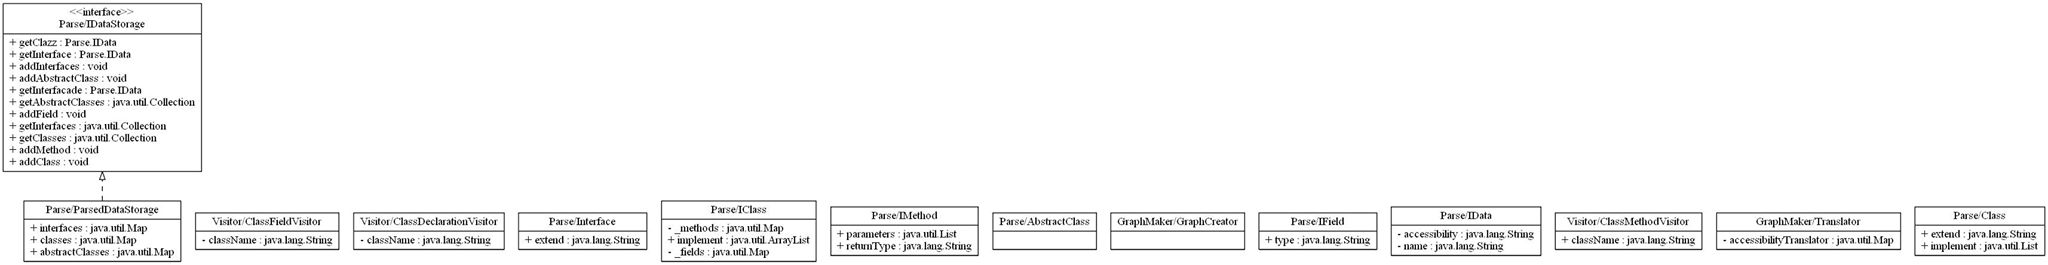 <<interface>>
Parse/IDataStorage
+ getClazz : Parse.IData
+ getInterface : Parse.IData
+ addInterfaces : void
+ addAbstractClass : void
+ getInterfacade : Parse.IData
+ getAbstractClasses : java.util.Collection
+ addField : void
+ getInterfaces : java.util.Collection
+ getClasses : java.util.Collection
+ addMethod : void
+ addClass : void
Parse/ParsedDataStorage
+ interfaces : java.util.Map
+ classes : java.util.Map
+ abstractClasses : java.util.Map
Visitor/ClassFieldVisitor
- className : java.lang.String
Visitor/ClassDeclarationVisitor
- className : java.lang.String
Parse/Interface
+ extend : java.lang.String
Parse/IClass
- _methods : java.util.Map
+ implement : java.util.ArrayList
- _fields : java.util.Map
Parse/IMethod
+ parameters : java.util.List
+ returnType : java.lang.String
Parse/AbstractClass
GraphMaker/GraphCreator
Parse/IField
+ type : java.lang.String
Parse/IData
- accessibility : java.lang.String
- name : java.lang.String
Visitor/ClassMethodVisitor
+ className : java.lang.String
GraphMaker/Translator
- accessibilityTranslator : java.util.Map
Parse/Class
+ extend : java.lang.String
+ implement : java.util.List